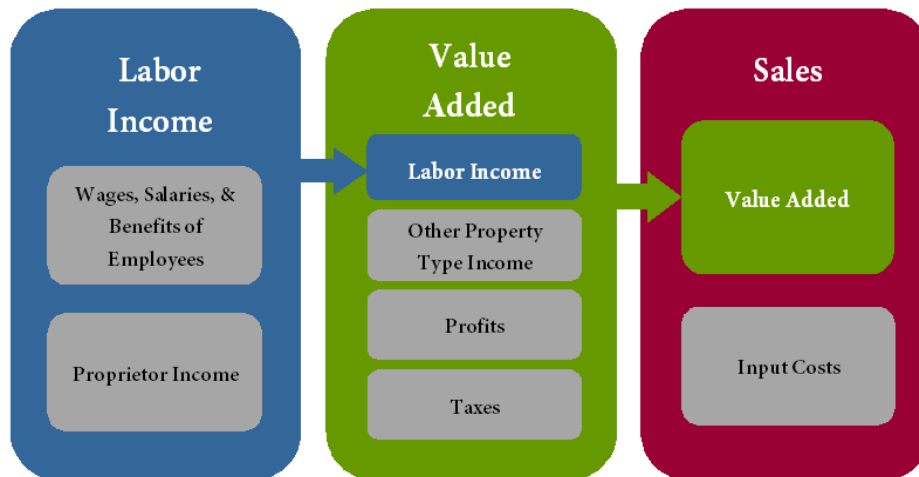 Labor
Income
Wages, Salaries, &
Benefits of
Employees
Proprietor Income
Value
Added
Labor Income
Other Property
Type Income
Profits
Taxes
Sales
Value Added
Input Costs